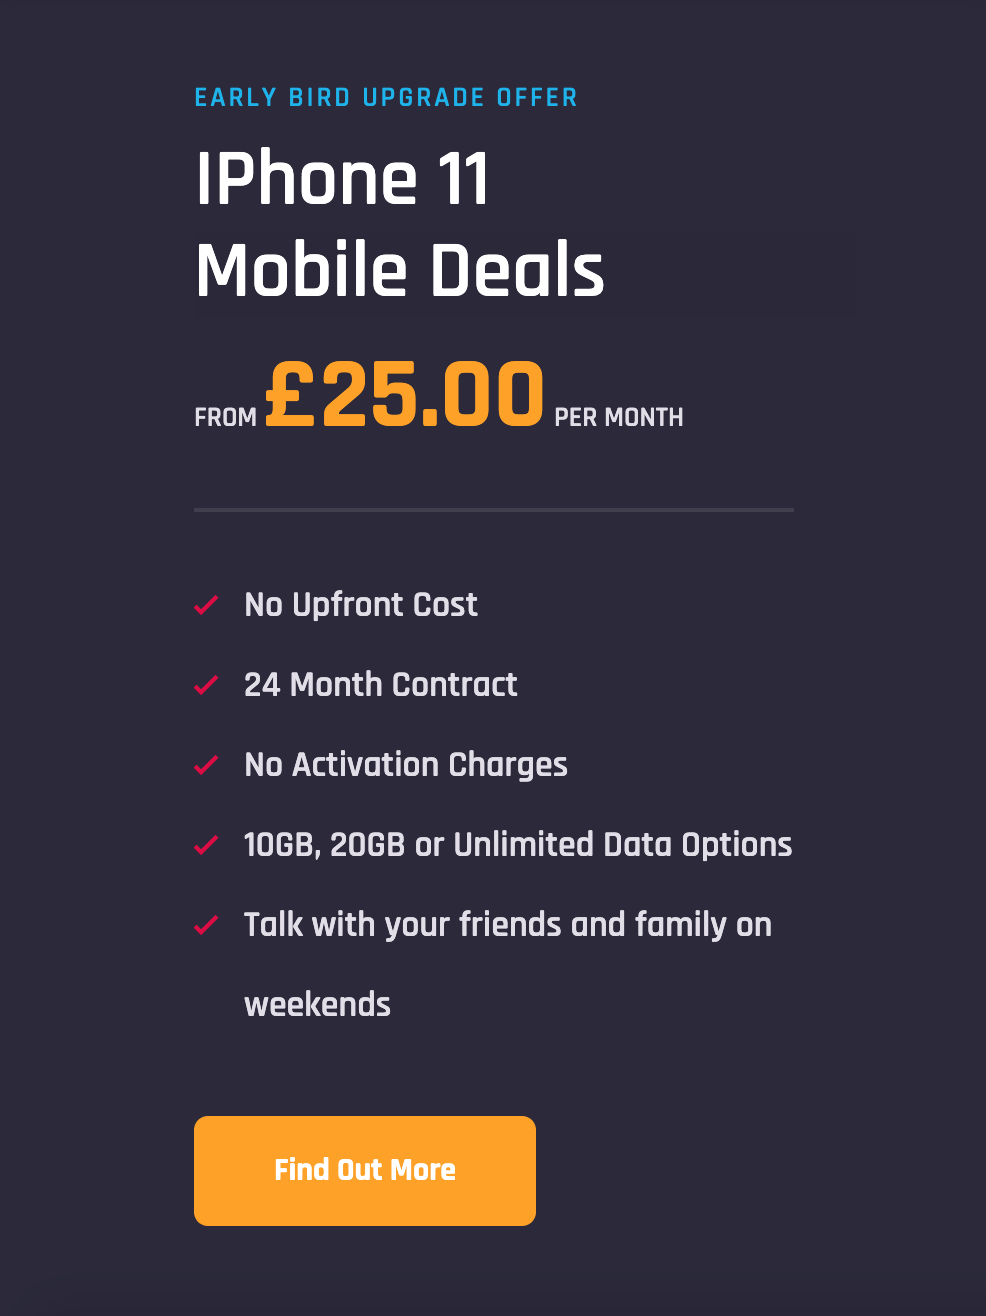 EARLY BIRD UPGRADE OFFER
IPhone 11
Mobile Deals
FROM £25.00 PER MONTH
No Upfront Cost
24 Month Contract
No Activation Charges
10GB, 20GB or Unlimited Data Options
Talk with your friends and family on
weekends
Find Out More